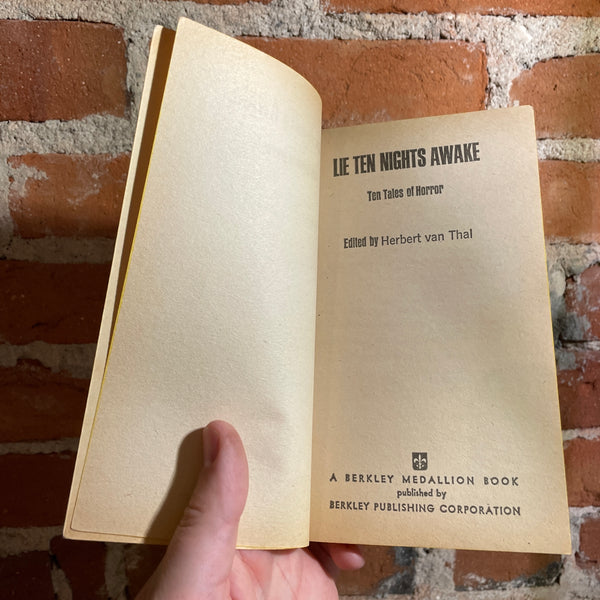 LIE TEN NIGHTS AWAKE
Ten Tales of Horror
Edited by Herbert van Thal
A BERKLEY MEDALLION BOOK
published by
BERKLEY PUBLISHING CORPORATION